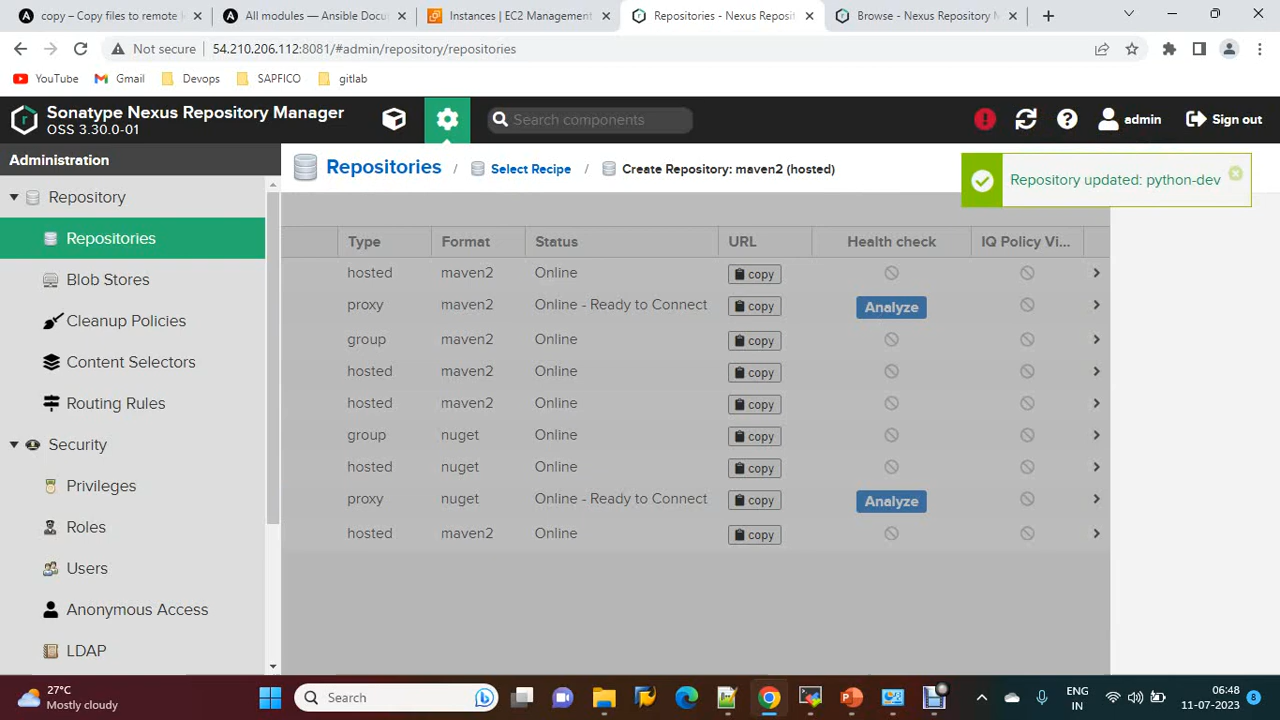 copy – Copy files to remote l
All modules — Ansible Docu
Instances | EC2 Management
Repositories - Nexus Reposit
Browse - Nexus Repository M
Not secure
54.210.206.112:8081/#admin/repository/repositories
YouTube
Gmail
Devops
SAPFICO
gitlab
Sonatype Nexus Repository Manager
OSS 3.30.0-01
Search components
admin
Sign out
Administration
Repositories / Select Recipe / Create Repository: maven2 (hosted)
Repository updated: python-dev
Repository
Repositories
Blob Stores
Cleanup Policies
Content Selectors
Routing Rules
Security
Privileges
Roles
Users
Anonymous Access
LDAP
Type Format Status URL Health check IQ Policy Vi...
hosted maven2 Online copy
proxy maven2 Online - Ready to Connect copy Analyze
group maven2 Online copy
hosted maven2 Online copy
hosted maven2 Online copy
group nuget Online copy
hosted nuget Online copy
proxy nuget Online - Ready to Connect copy Analyze
hosted maven2 Online copy
27°C
Mostly cloudy
Search
ENG
IN
06:48
11-07-2023
8